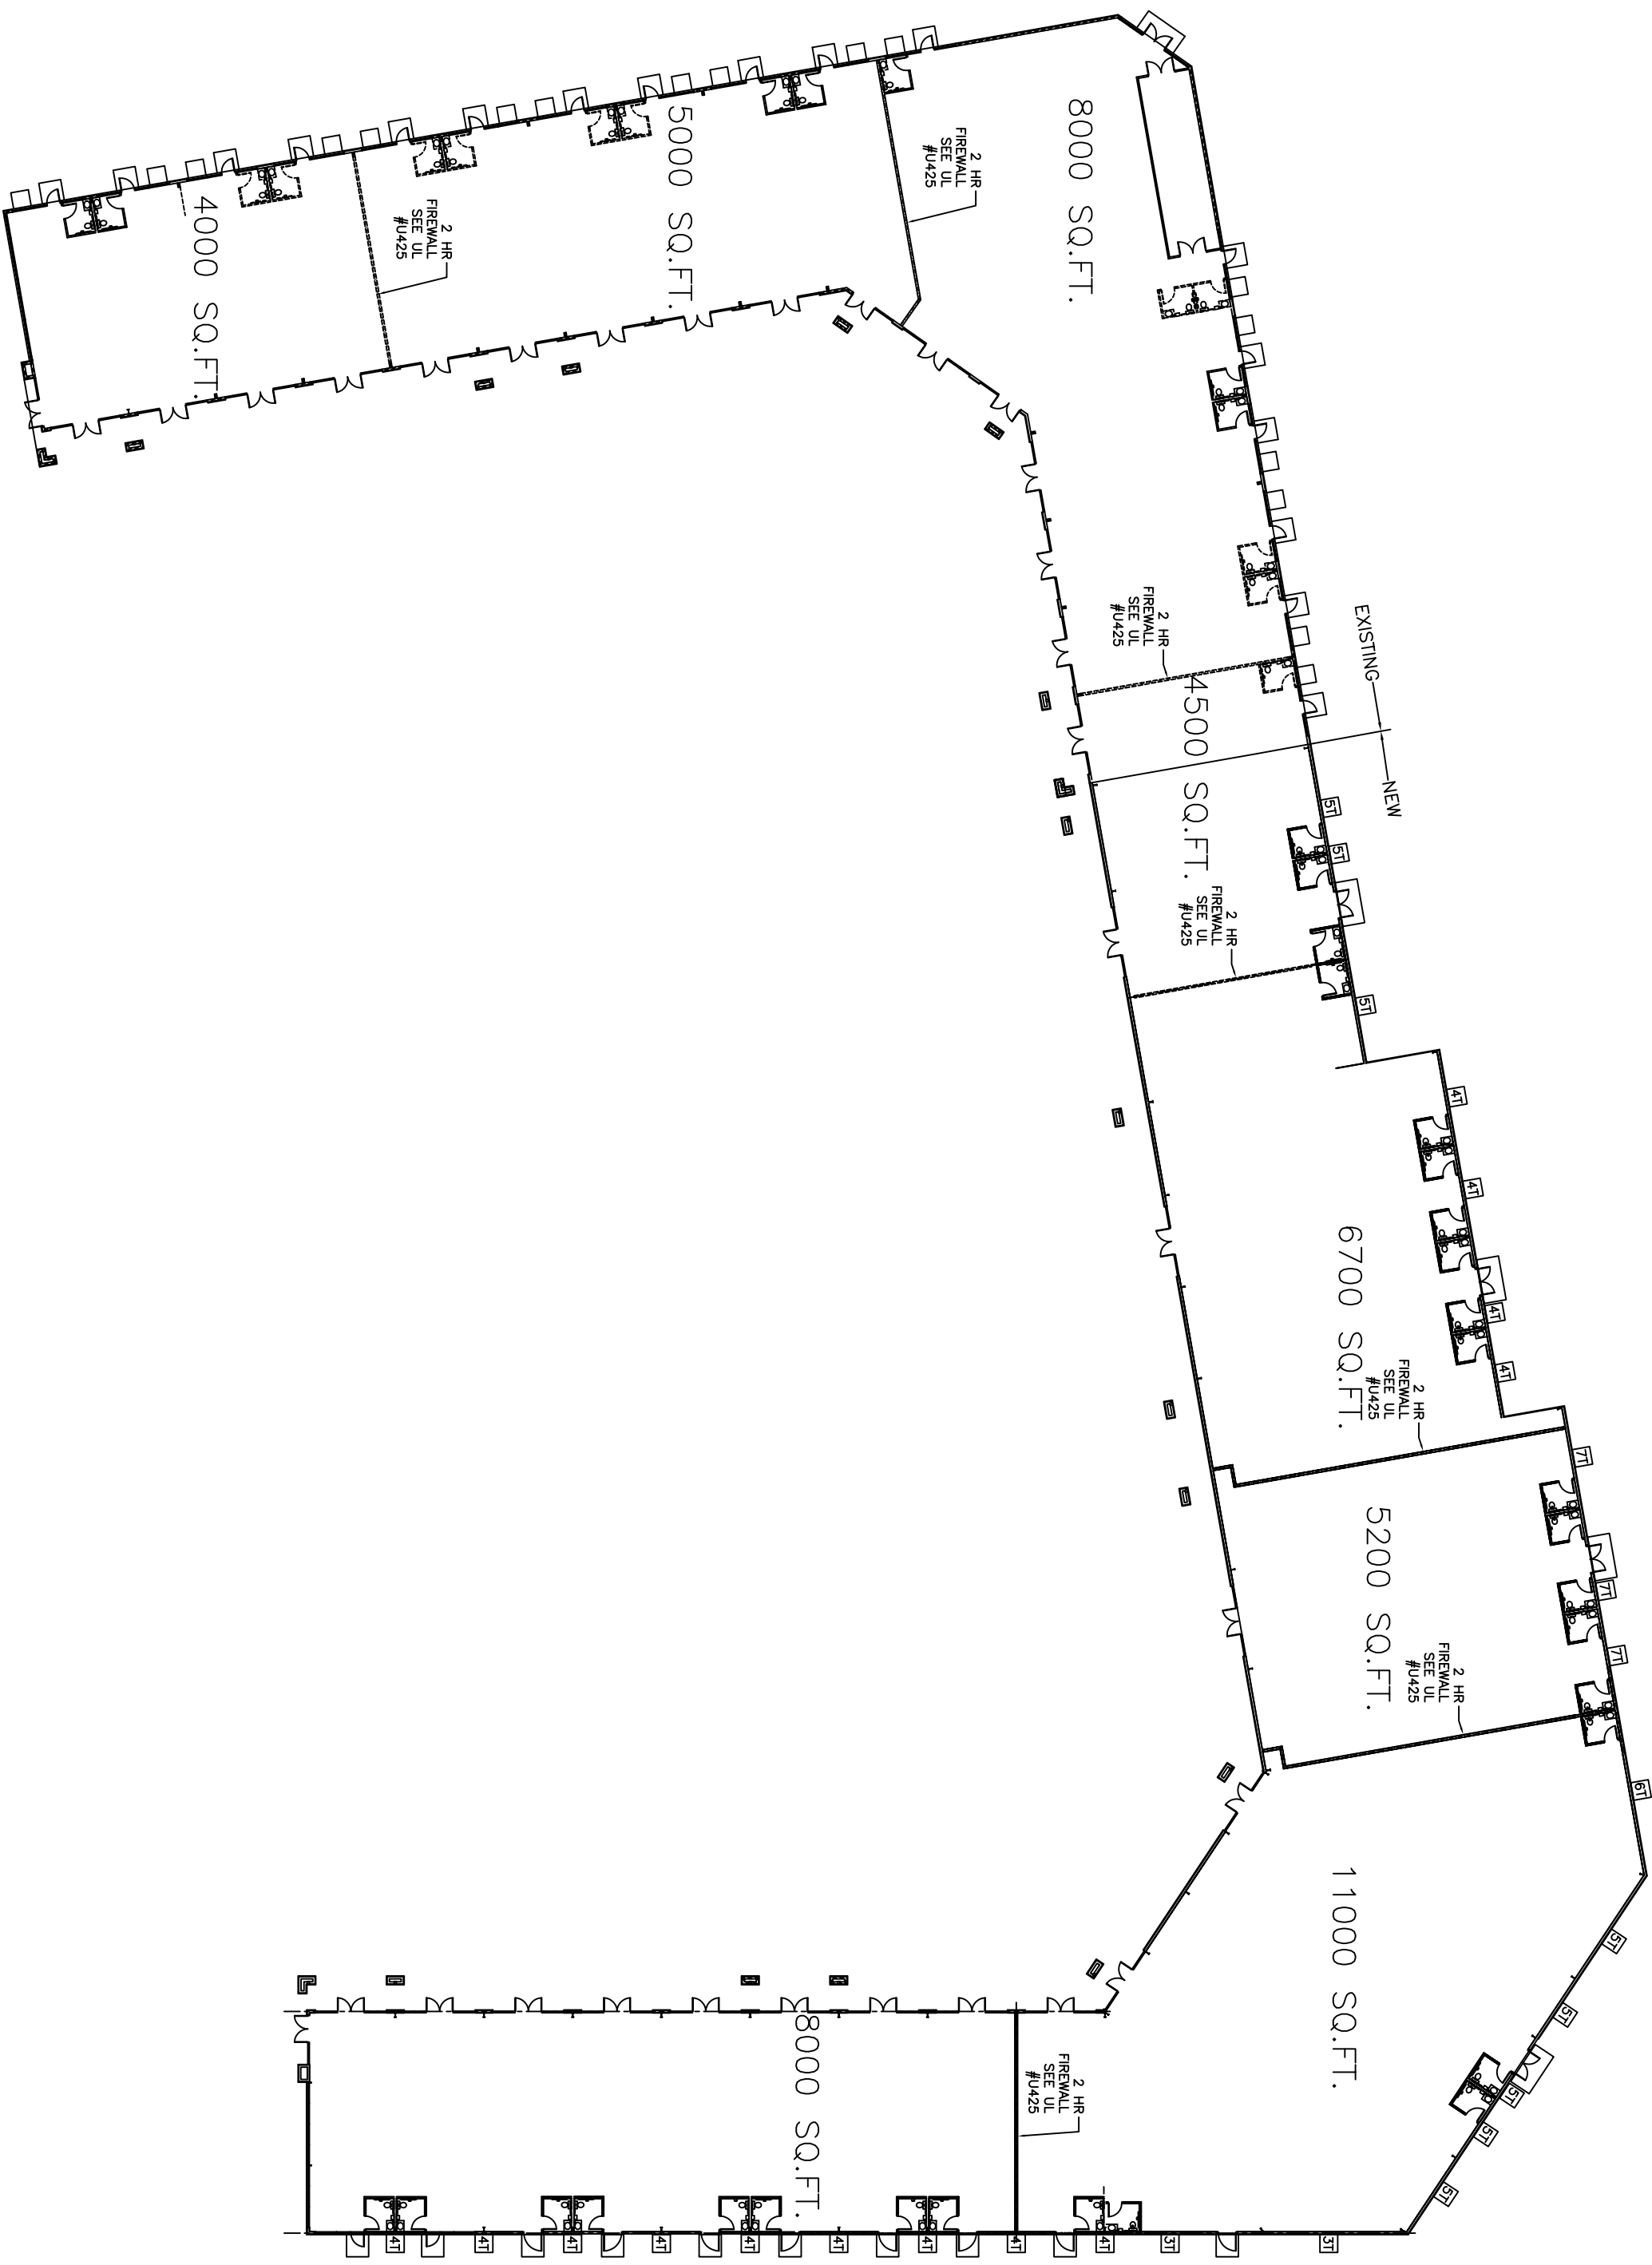 4000 SQ.FT.
2 HR
FIREWALL
SEE UL
#U425
5000 SQ.FT.
2 HR
FIREWALL
SEE UL
#U425
8000 SQ.FT.
2 HR
FIREWALL
SEE UL
#U425
EXISTING
NEW
4500 SQ.FT.
5T
5T
2 HR
FIREWALL
SEE UL
#U425
5T
4T
4T
4T
4T
6700 SQ.FT.
2 HR
FIREWALL
SEE UL
#U425
7T
7T
7T
5200 SQ.FT.
2 HR
FIREWALL
SEE UL
#U425
6T
5T
5T
5T
5T
5T
11000 SQ.FT.
3T
3T
2 HR
FIREWALL
SEE UL
#U425
8000 SQ.FT.
4T
4T
4T
4T
4T
4T
4T
4T
4T